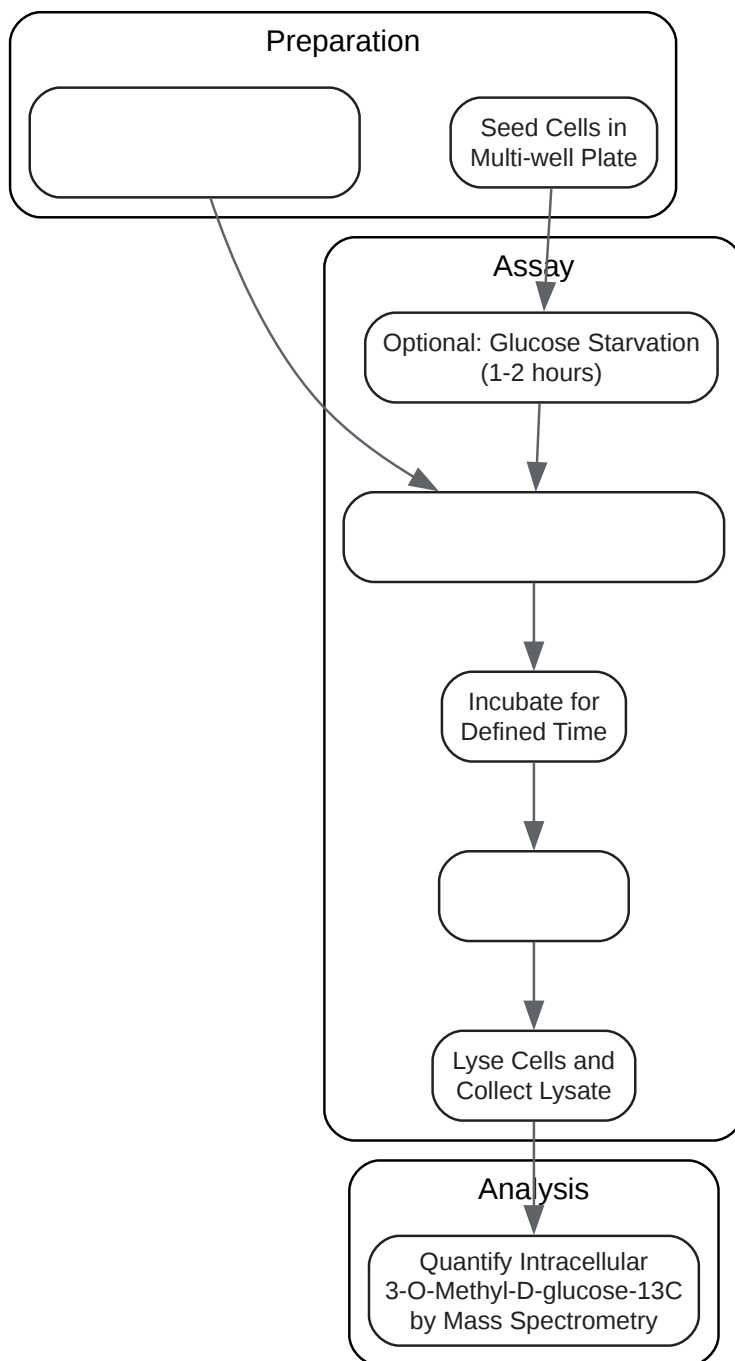 Preparation
Seed Cells in
Multi-well Plate
Assay
Optional: Glucose Starvation
(1-2 hours)
Incubate for
Defined Time
Lyse Cells and
Collect Lysate
Analysis
Quantify Intracellular
3-O-Methyl-D-glucose-13C
by Mass Spectrometry